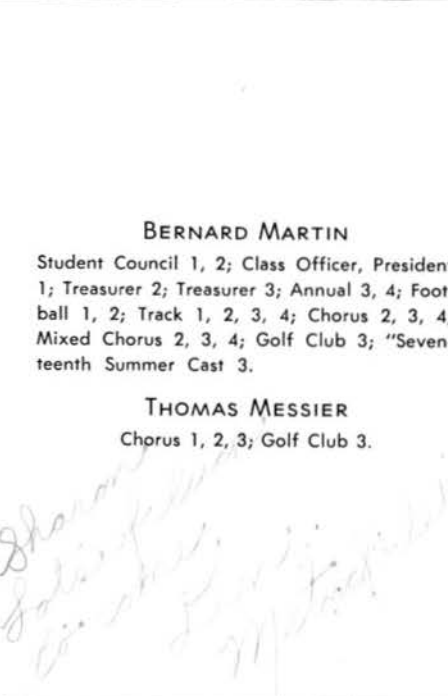 BERNARD MARTIN
Student Council 1, 2; Class Officer, Presiden
1; Treasurer 2; Treasurer 3; Annual 3, 4; Foot
ball 1, 2; Track 1, 2, 3, 4; Chorus 2, 3, 4
Mixed Chorus 2, 3, 4; Golf Club 3; "Seven
teenth Summer Cast 3.
THOMAS MESSIER
Chorus 1, 2, 3; Golf Club 3.
Sharon